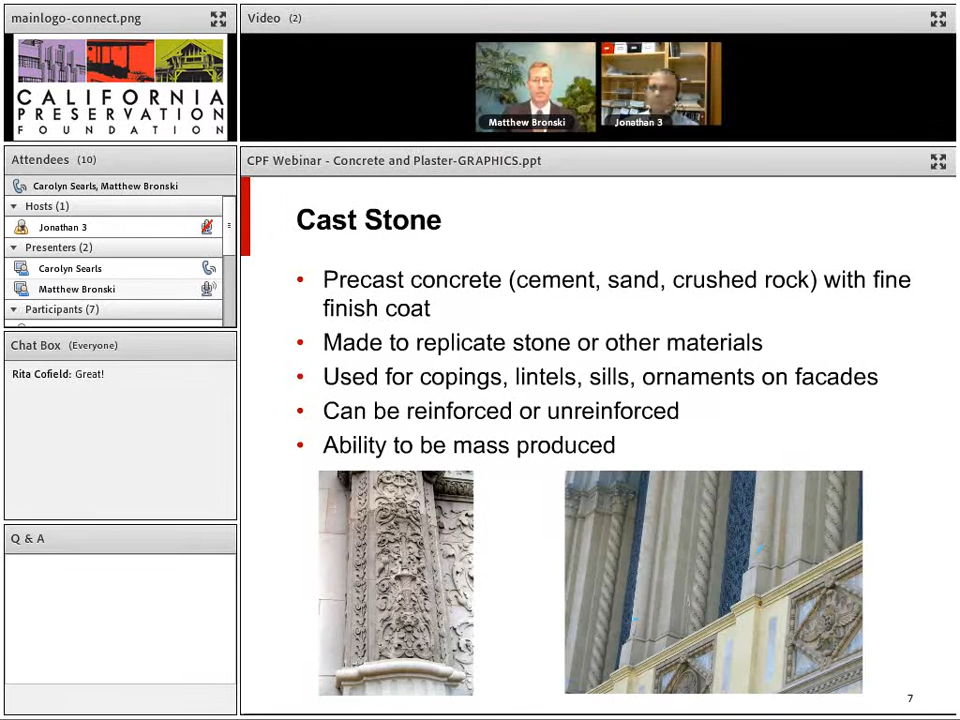 mainlogo-connect.png
CALIFORNIA
PRESERVATION
FOUNDATION
Video (2)
Matthew Bronski
Jonathan 3
Attendees (10)
Carolyn Searls, Matthew Bronski
Hosts (1)
Jonathan 3
Presenters (2)
Carolyn Searls
Matthew Bronski
Participants (7)
Chat Box (Everyone)
Rita Cofield: Great!
Q & A
CPF Webinar - Concrete and Plaster-GRAPHICS.ppt
Cast Stone
• Precast concrete (cement, sand, crushed rock) with fine
finish coat
• Made to replicate stone or other materials
• Used for copings, lintels, sills, ornaments on facades
• Can be reinforced or unreinforced
• Ability to be mass produced
7